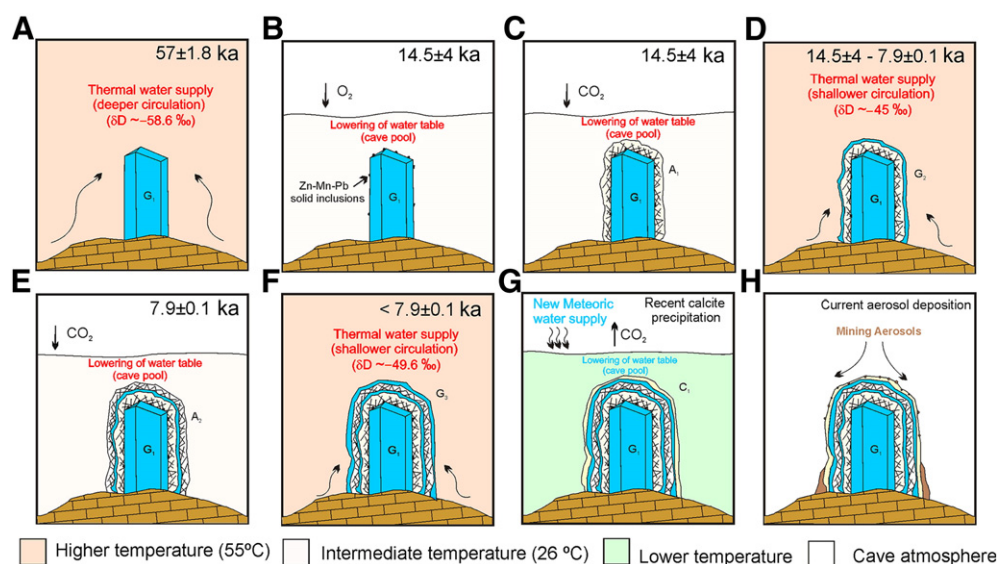 A
57±1.8 ka
Thermal water supply
(deeper circulation)
(δD ~−58.6 ‰)
G₁
B
14.5±4 ka
O₂
Lowering of water table
(cave pool)
Zn-Mn-Pb
solid inclusions
G₁
C
14.5±4 ka
CO₂
Lowering of water table
(cave pool)
A₁
G₁
D
14.5±4 - 7.9±0.1 ka
Thermal water supply
(shallower circulation)
(δD ~−45 ‰)
G₂
G₁
E
7.9±0.1 ka
CO₂
Lowering of water table
(cave pool)
A₂
G₁
F
< 7.9±0.1 ka
Thermal water supply
(shallower circulation)
(δD ~−49.6 ‰)
G₃
G₁
G
New Meteoric
water supply
CO₂
Recent calcite
precipitation
Lowering of water table
(cave pool)
C₁
G₁
H
Current aerosol deposition
Mining Aerosols
G₁
Higher temperature (55ºC)
Intermediate temperature (26 ºC)
Lower temperature
Cave atmosphere